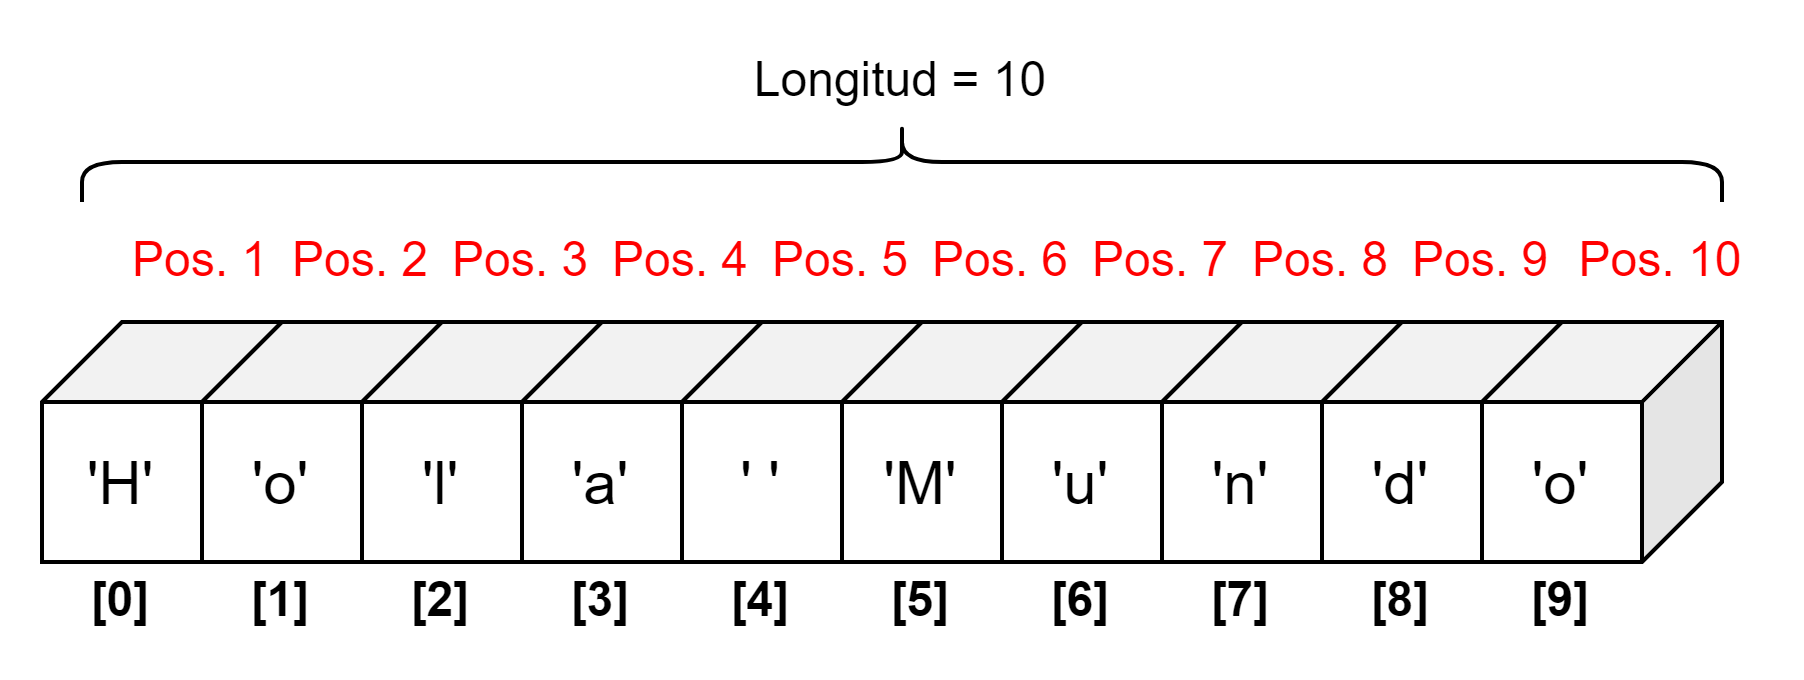 Longitud = 10
Pos. 1 Pos. 2 Pos. 3 Pos. 4 Pos. 5 Pos. 6 Pos. 7 Pos. 8 Pos. 9 Pos. 10
'H' 'o' 'l' 'a' ' ' 'M' 'u' 'n' 'd' 'o'
[0] [1] [2] [3] [4] [5] [6] [7] [8] [9]